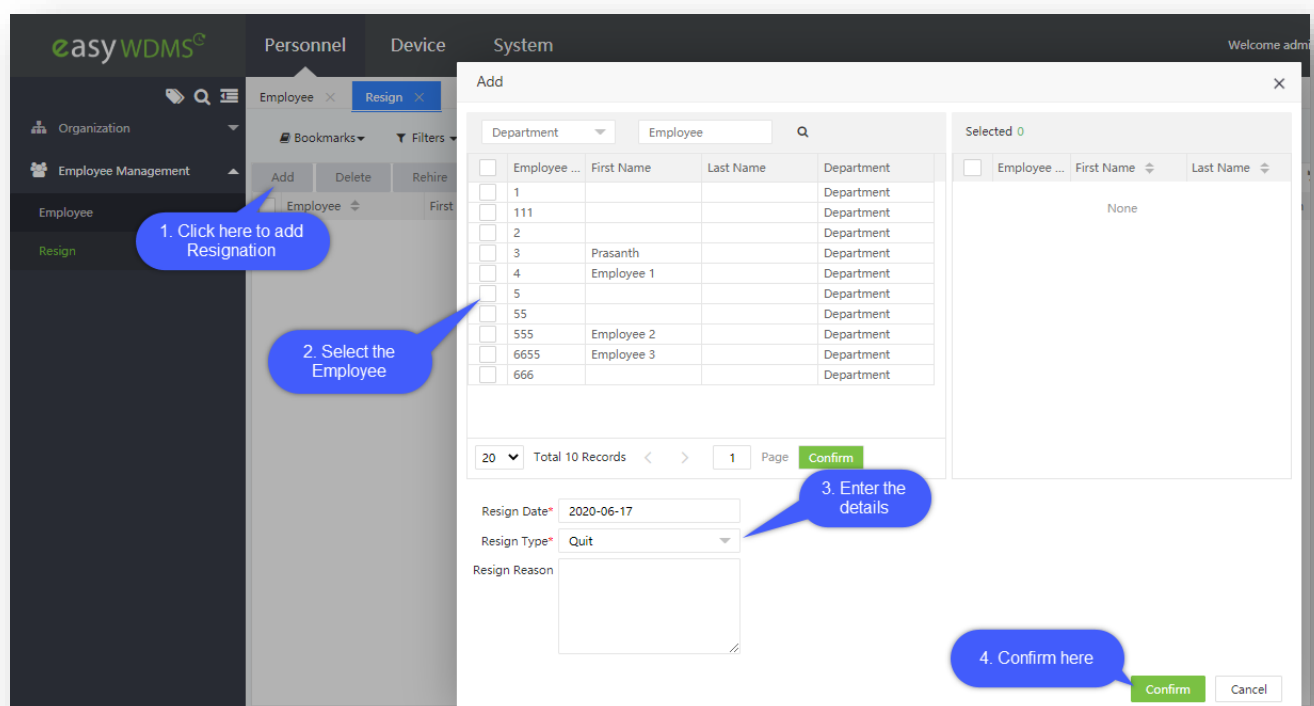 easy WDMS
Personnel Device System
Welcome admi
Add
Employee Resign
Department Employee
Selected 0
Organization
Bookmarks Filters
Employee Management
Add Delete Rehire
Employee ... First Name Last Name Department
Employee ... First Name Last Name
None
Employee First
Employee
Resign
1. Click here to add
Resignation
1 Department
111 Department
2 Department
3 Prasanth Department
4 Employee 1 Department
5 Department
55 Department
555 Employee 2 Department
6655 Employee 3 Department
666 Department
2. Select the
Employee
20 Total 10 Records 1 Page Confirm
3. Enter the
details
Resign Date* 2020-06-17
Resign Type* Quit
Resign Reason
4. Confirm here
Confirm Cancel